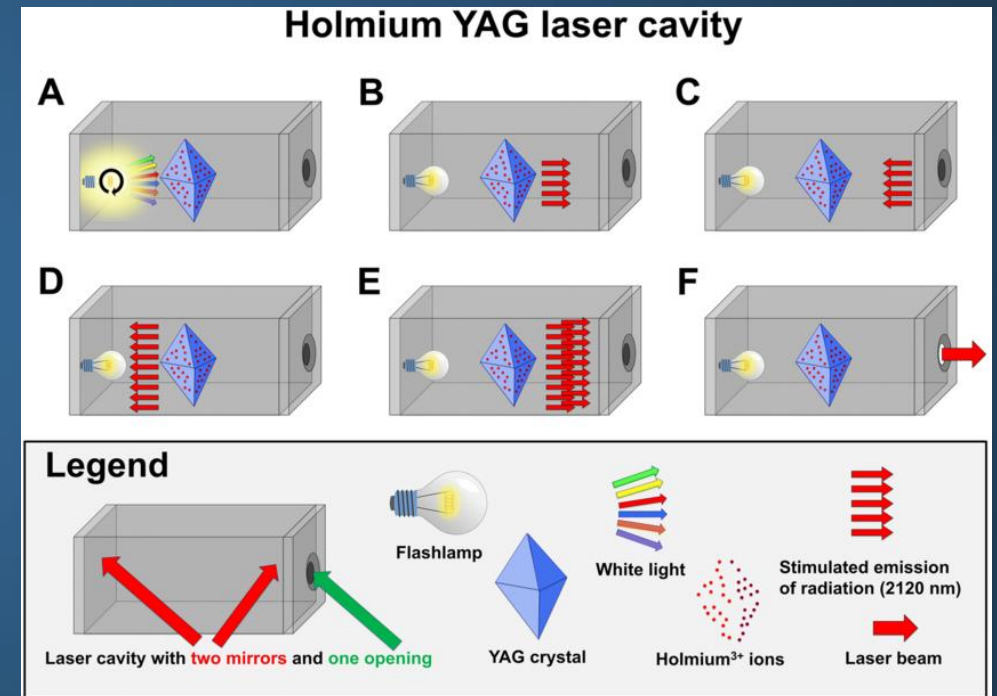 Holmium YAG laser cavity
A
B
C
D
E
F
Legend
Flashlamp
White light
Stimulated emission
of radiation (2120 nm)
YAG crystal
Holmium³⁺ ions
Laser beam
Laser cavity with two mirrors and one opening